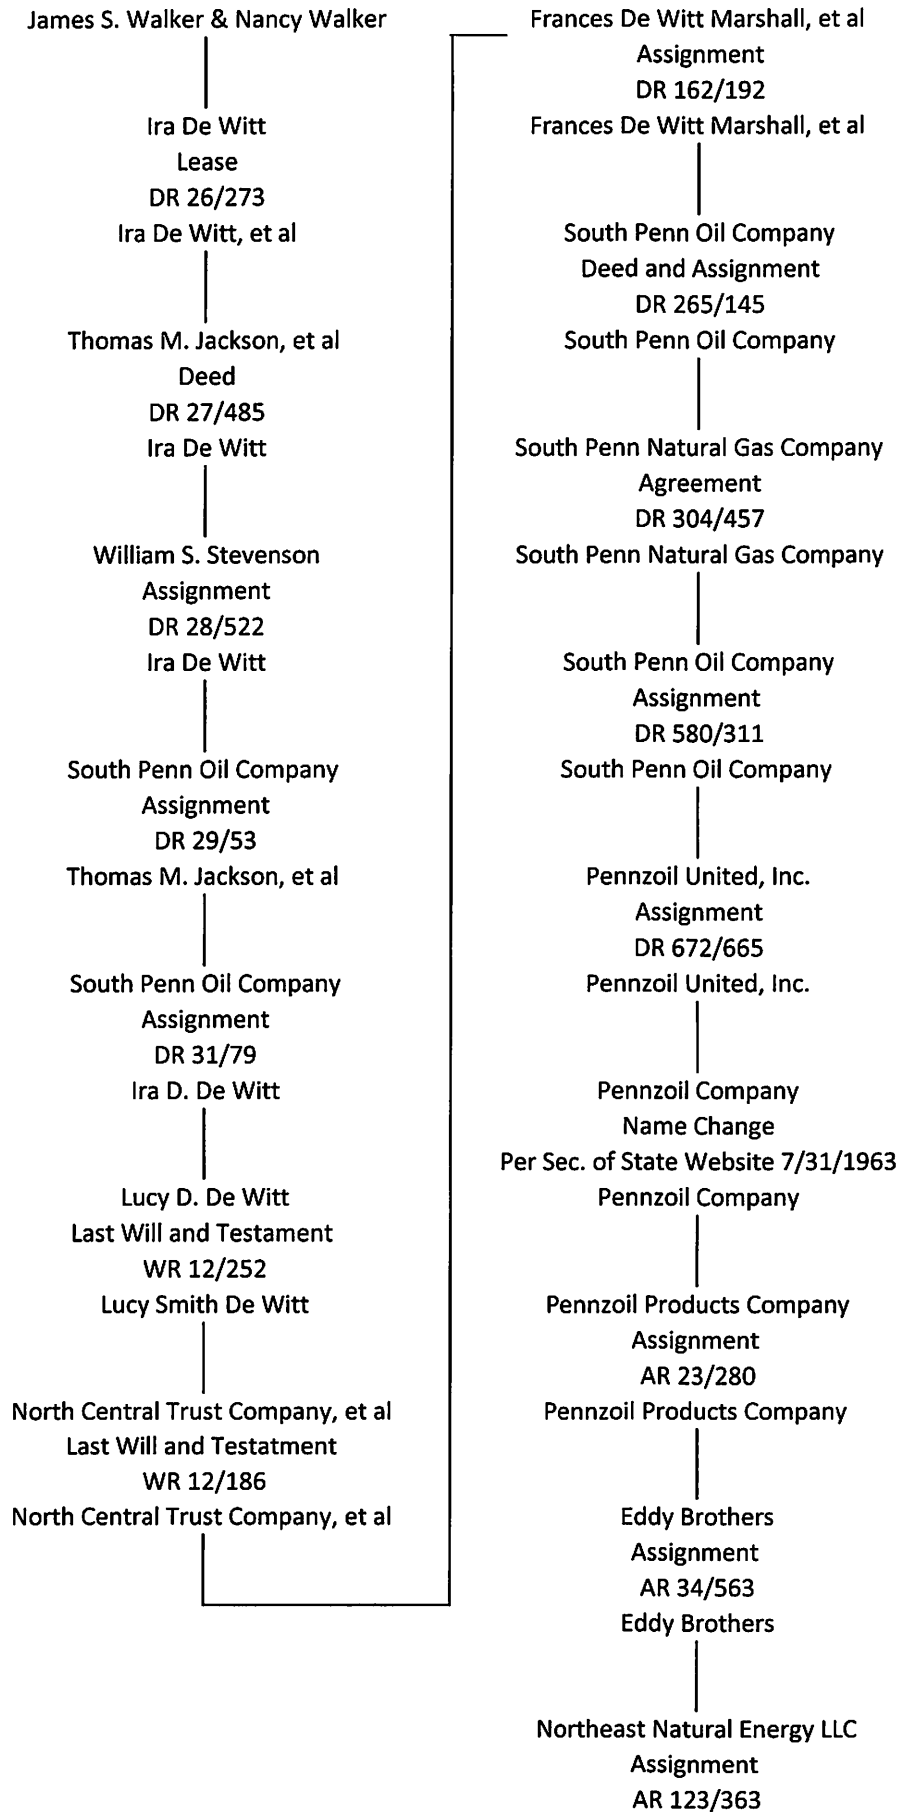 James S. Walker & Nancy Walker
Ira De Witt
Lease
DR 26/273
Ira De Witt, et al
Thomas M. Jackson, et al
Deed
DR 27/485
Ira De Witt
William S. Stevenson
Assignment
DR 28/522
Ira De Witt
South Penn Oil Company
Assignment
DR 29/53
Thomas M. Jackson, et al
South Penn Oil Company
Assignment
DR 31/79
Ira D. De Witt
Lucy D. De Witt
Last Will and Testament
WR 12/252
Lucy Smith De Witt
North Central Trust Company, et al
Last Will and Testatment
WR 12/186
North Central Trust Company, et al
Frances De Witt Marshall, et al
Assignment
DR 162/192
Frances De Witt Marshall, et al
South Penn Oil Company
Deed and Assignment
DR 265/145
South Penn Oil Company
South Penn Natural Gas Company
Agreement
DR 304/457
South Penn Natural Gas Company
South Penn Oil Company
Assignment
DR 580/311
South Penn Oil Company
Pennzoil United, Inc.
Assignment
DR 672/665
Pennzoil United, Inc.
Pennzoil Company
Name Change
Per Sec. of State Website 7/31/1963
Pennzoil Company
Pennzoil Products Company
Assignment
AR 23/280
Pennzoil Products Company
Eddy Brothers
Assignment
AR 34/563
Eddy Brothers
Northeast Natural Energy LLC
Assignment
AR 123/363